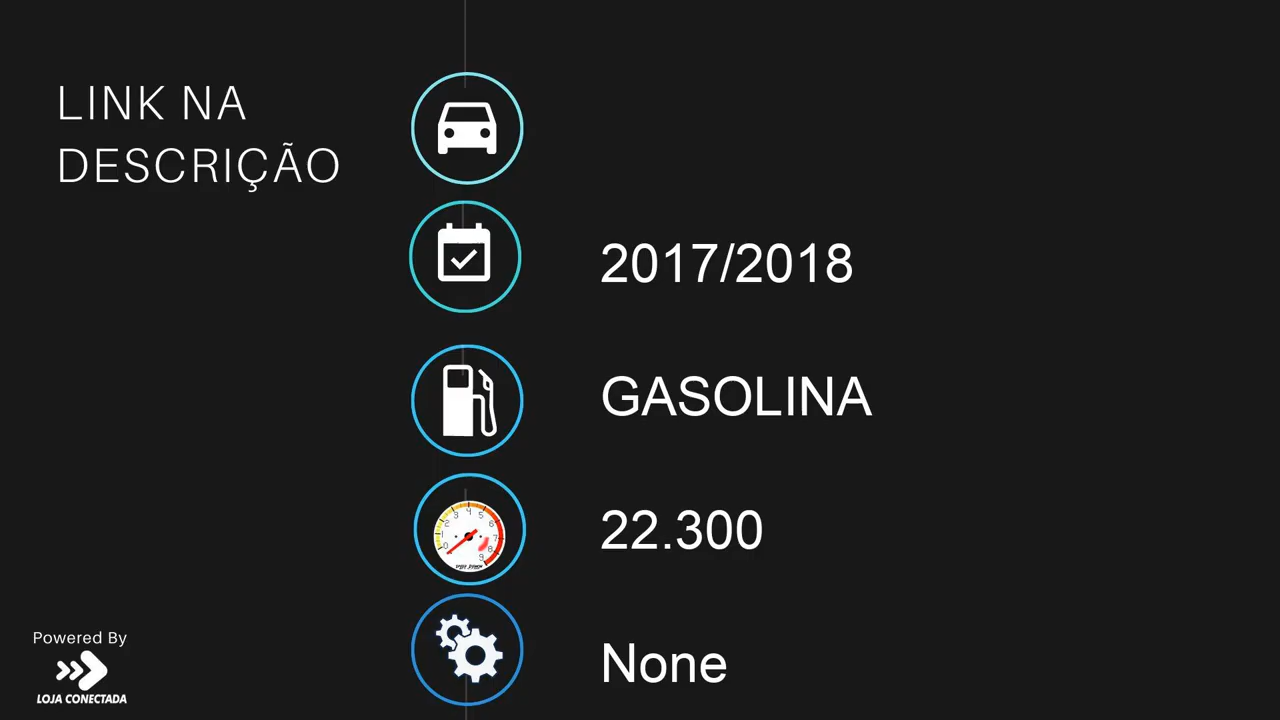 LINK NA
DESCRIÇÃO
2017/2018
GASOLINA
22.300
None
Powered By
LOJA CONECTADA